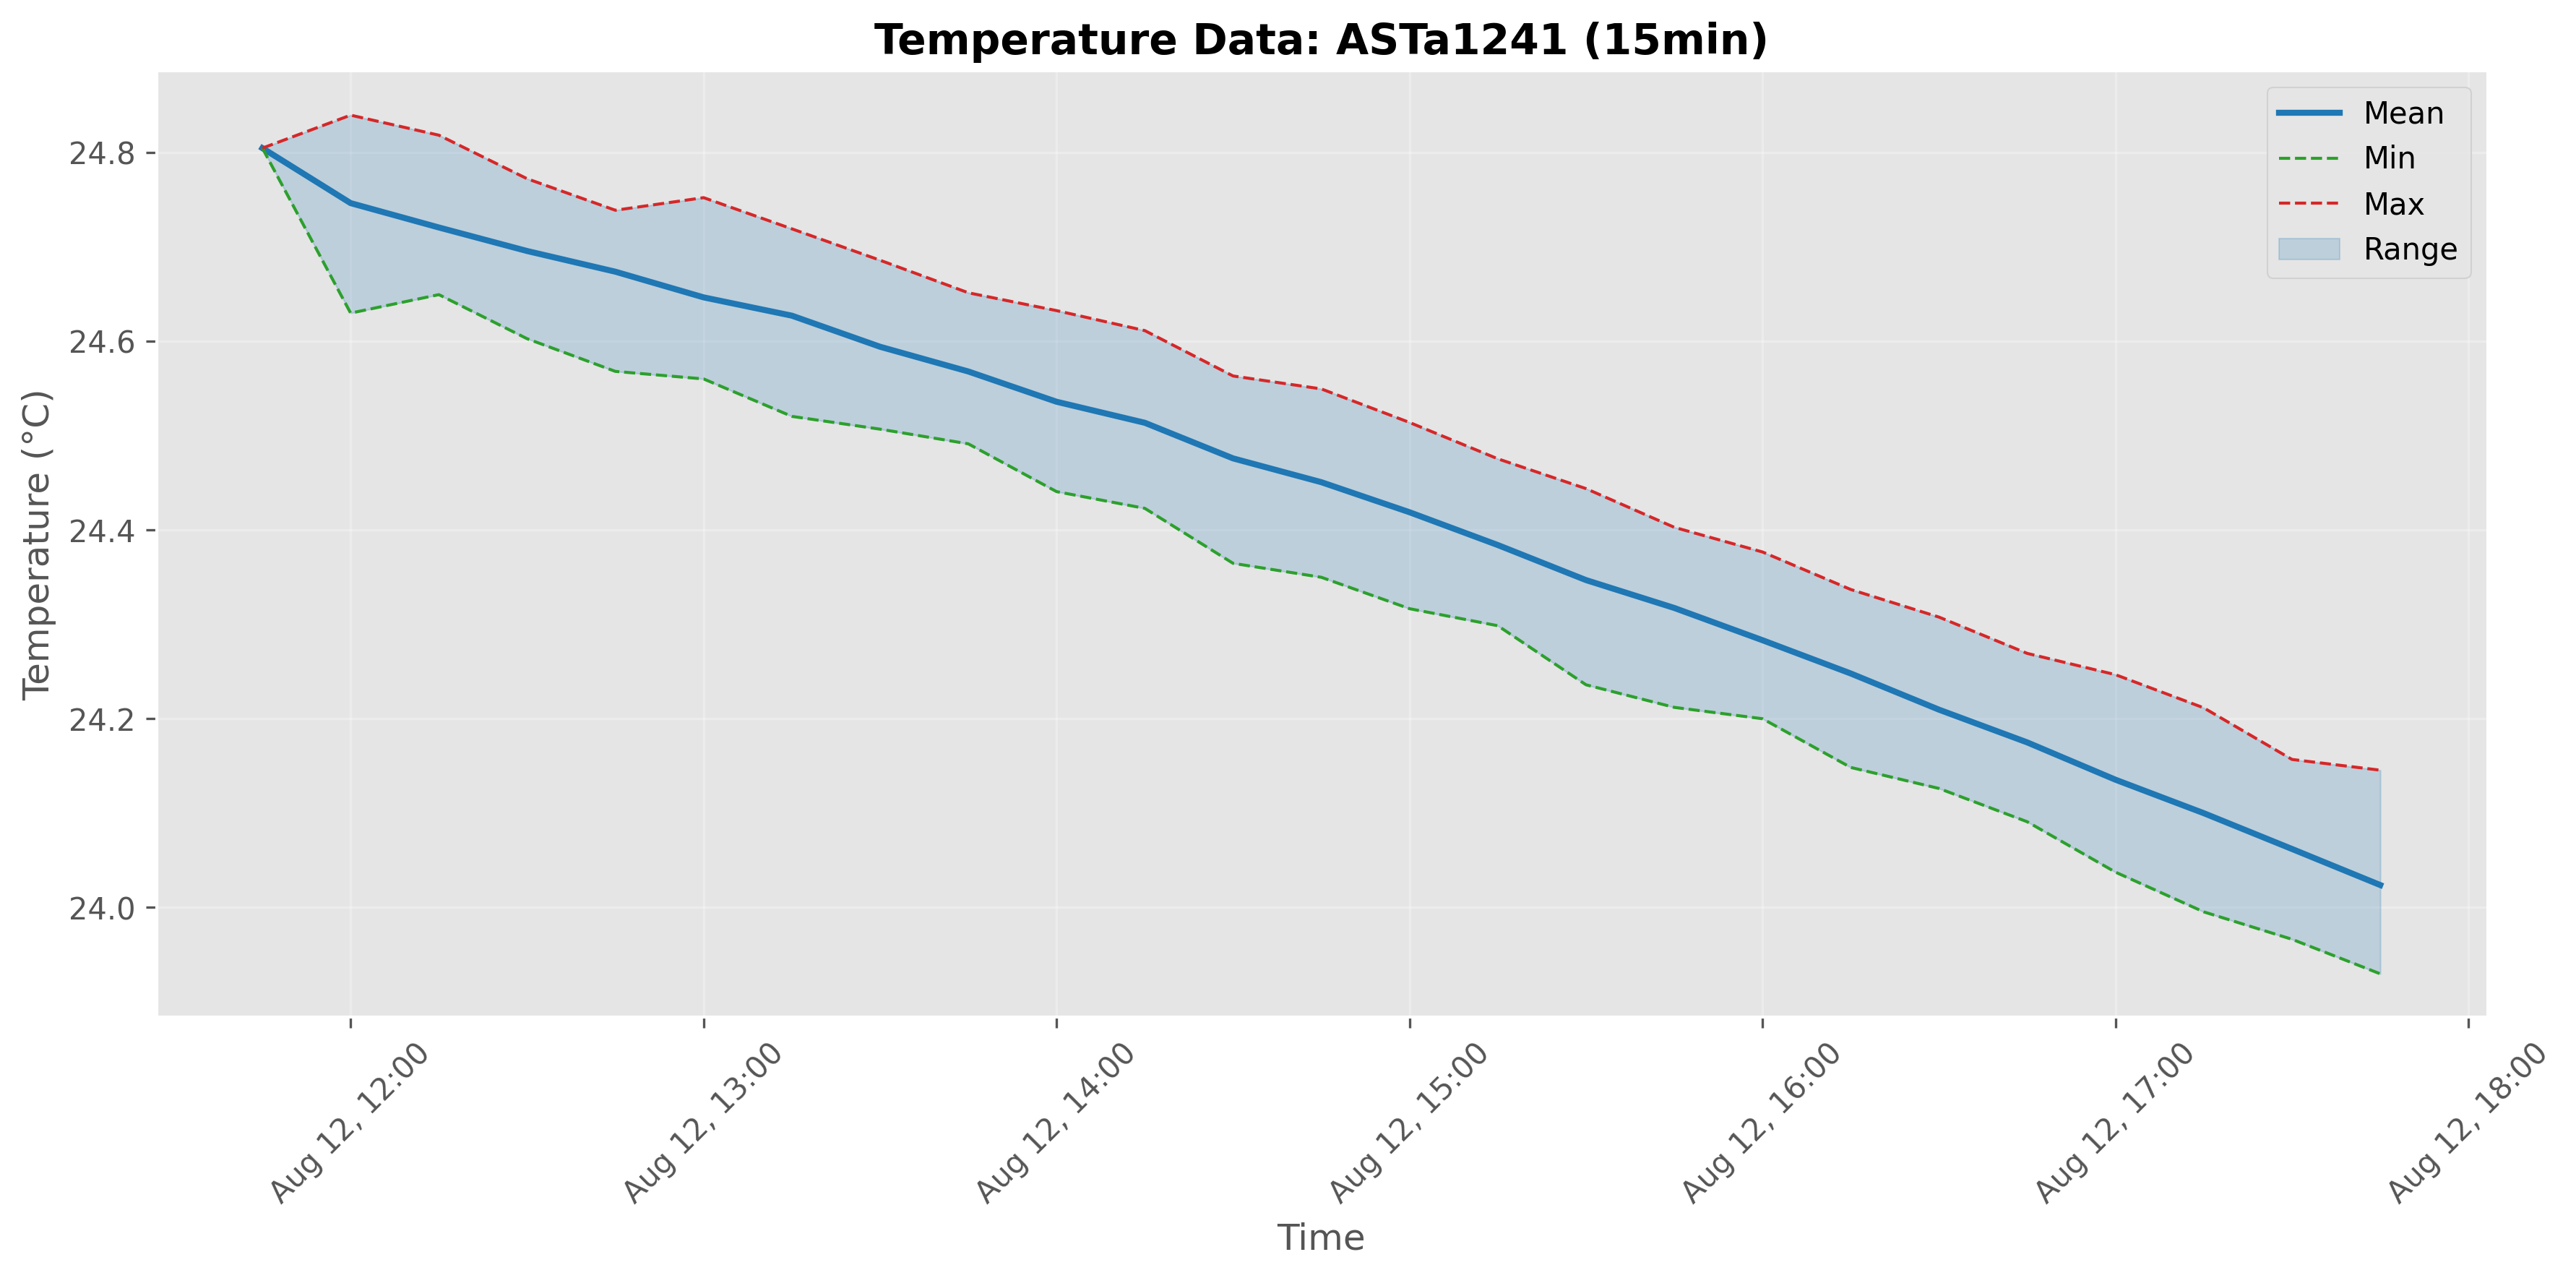 Temperature Data: ASTa1241 (15min)
Mean
Min
Max
Range
Temperature (°C)
24.8
24.6
24.4
24.2
24.0
Aug 12, 12:00
Aug 12, 13:00
Aug 12, 14:00
Aug 12, 15:00
Aug 12, 16:00
Aug 12, 17:00
Aug 12, 18:00
Time